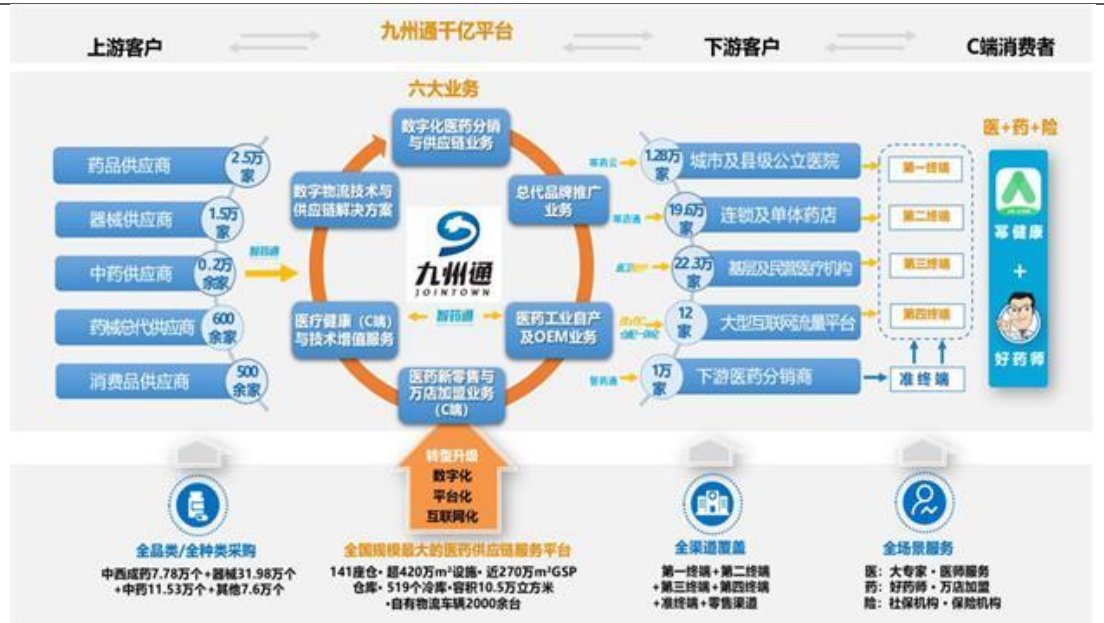 上游客户
九州通千亿平台
下游客户
C端消费者
六大业务
医+药+险
药品供应商
2.5万
家
器械供应商
1.5万
家
中药供应商
0.2万
余家
药械总代供应商
600
余家
消费品供应商
500
余家
智药通
数字化医药分销
与供应链业务
总代品牌推广
业务
医药工业自产
及OEM业务
医药新零售与
万店加盟业务
(C端)
医疗健康(C端)
与技术增值服务
数字物流技术与
供应链解决方案
九州通
JOINTOWN
智药通
1.28万
家
城市及县级公立医院
19.6万
家
连锁及单体药店
22.3万
家
基层及民营医疗机构
12
家
大型互联网流量平台
1万
家
下游医药分销商
第一终端
第二终端
第三终端
第四终端
准终端
幂健康
+
好药师
转型升级
数字化
平台化
互联网化
全品类/全种类采购
中西成药7.78万个+器械31.98万个
+中药11.53万个+其他7.6万个
全国规模最大的医药供应链服务平台
141座仓·超420万m²设施·近270万m²GSP
仓库·519个冷库·容积10.5万立方米
·自有物流车辆2000余台
全渠道覆盖
第一终端+第二终端
+第三终端+第四终端
+准终端+零售渠道
全场景服务
医:大专家·医师服务
药:好药师·万店加盟
险:社保机构·保险机构